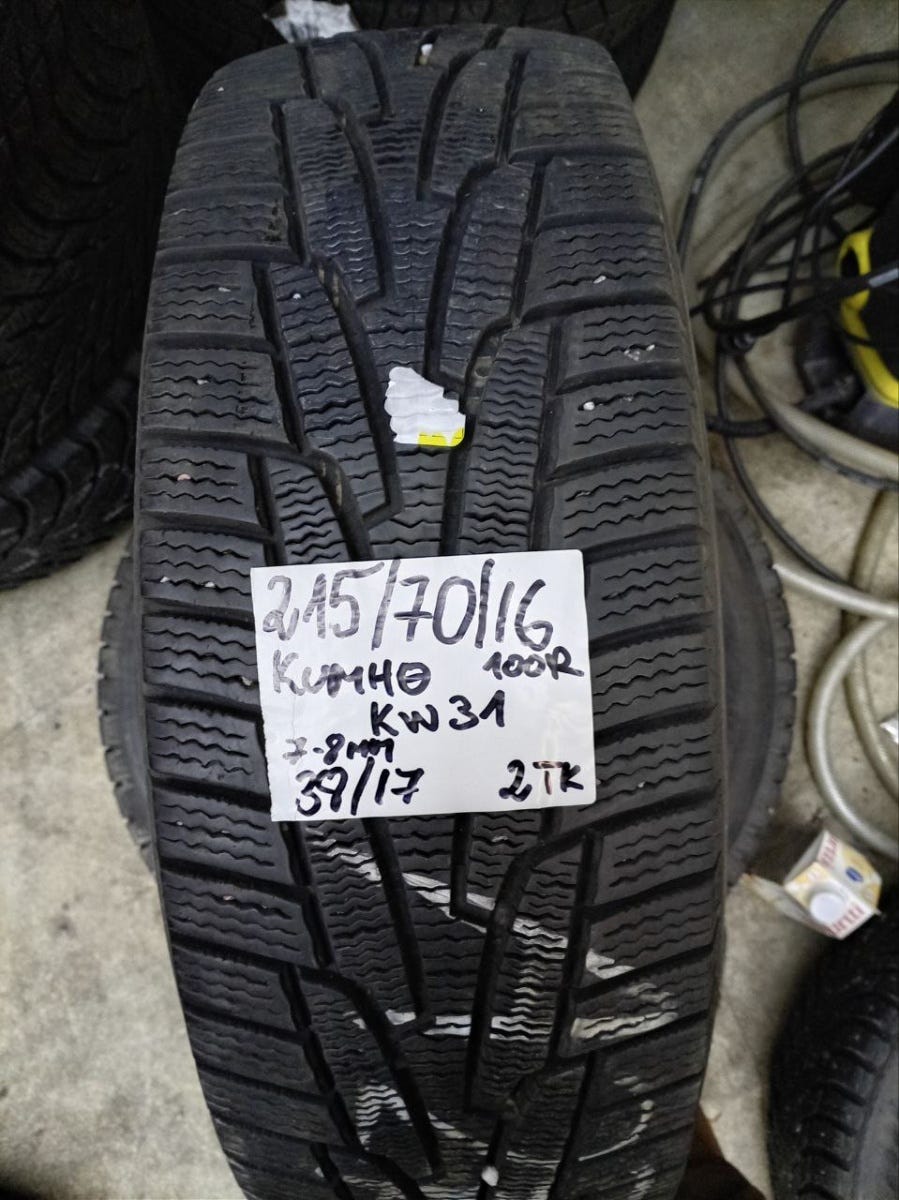 215/70/16
KUMHO 100R
KW31
7-8mm
39/17 2TK